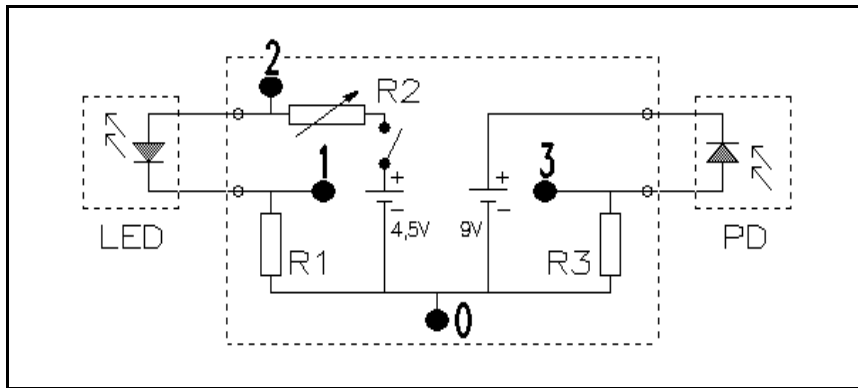 2
R2
1
3
+
+
−
−
4,5V
9V
LED
PD
R1
R3
0